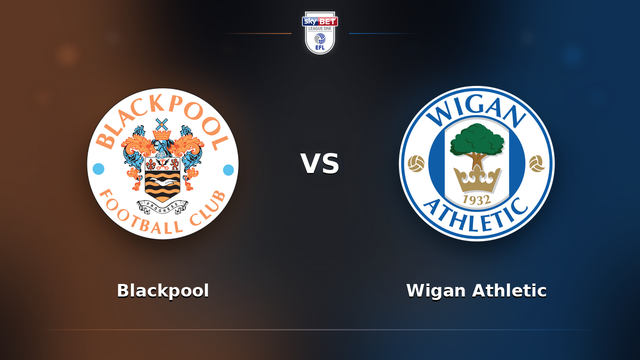 sky BET
LEAGUE ONE
EFL
BLACKPOOL
FOOTBALL CLUB
VS
WIGAN
1932
ATHLETIC
Blackpool
Wigan Athletic